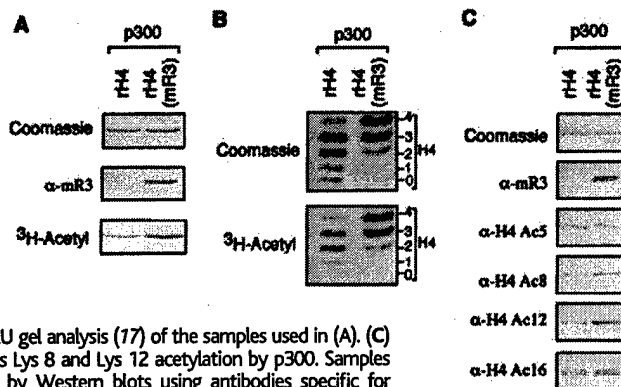 A
p300
rH4
rH4 (mR3)
Coomassie
α-mR3
³H-Acetyl
B
p300
rH4
rH4 (mR3)
Coomassie
4
3
2
1
0
H4
³H-Acetyl
4
3
2
1
0
H4
C
p300
rH4
rH4 (mR3)
Coomassie
α-mR3
α-H4 Ac5
α-H4 Ac8
α-H4 Ac12
α-H4 Ac16
U gel analysis (17) of the samples used in (A). (C)
s Lys 8 and Lys 12 acetylation by p300. Samples
by Western blots using antibodies specific for